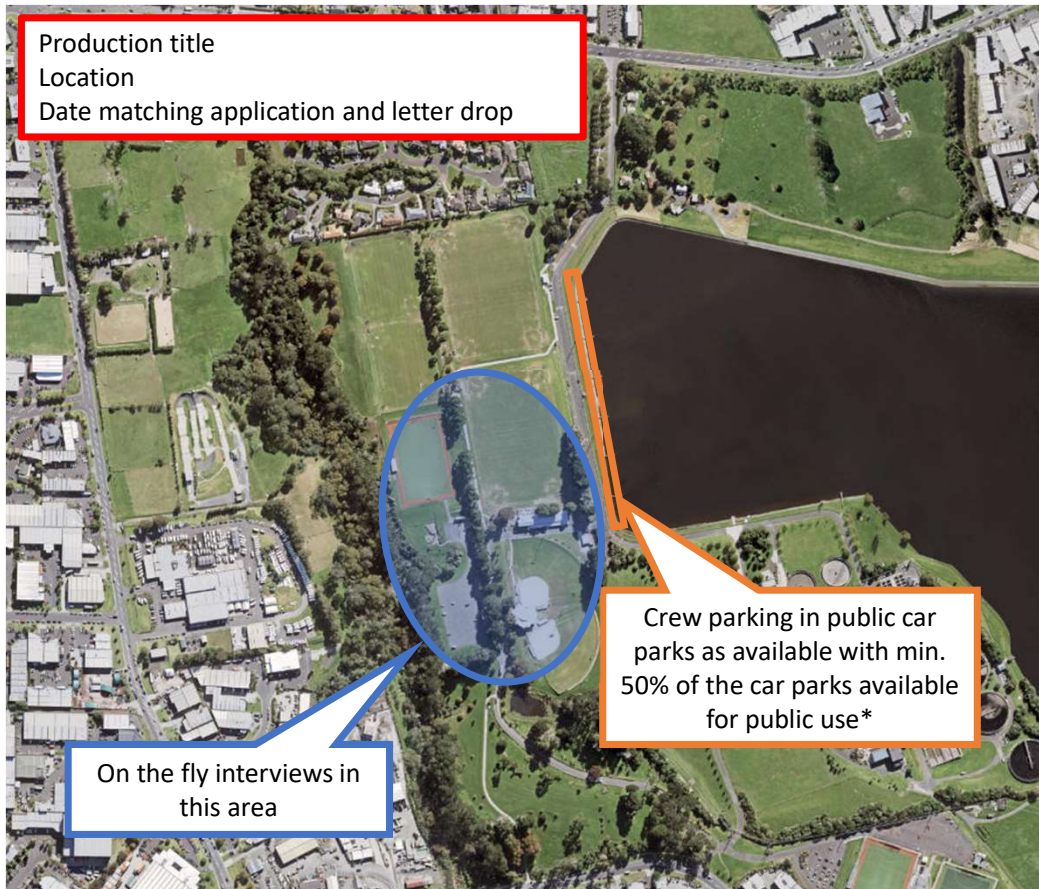 Production title
Location
Date matching application and letter drop
Crew parking in public car
parks as available with min.
50% of the car parks available
for public use*
On the fly interviews in
this area